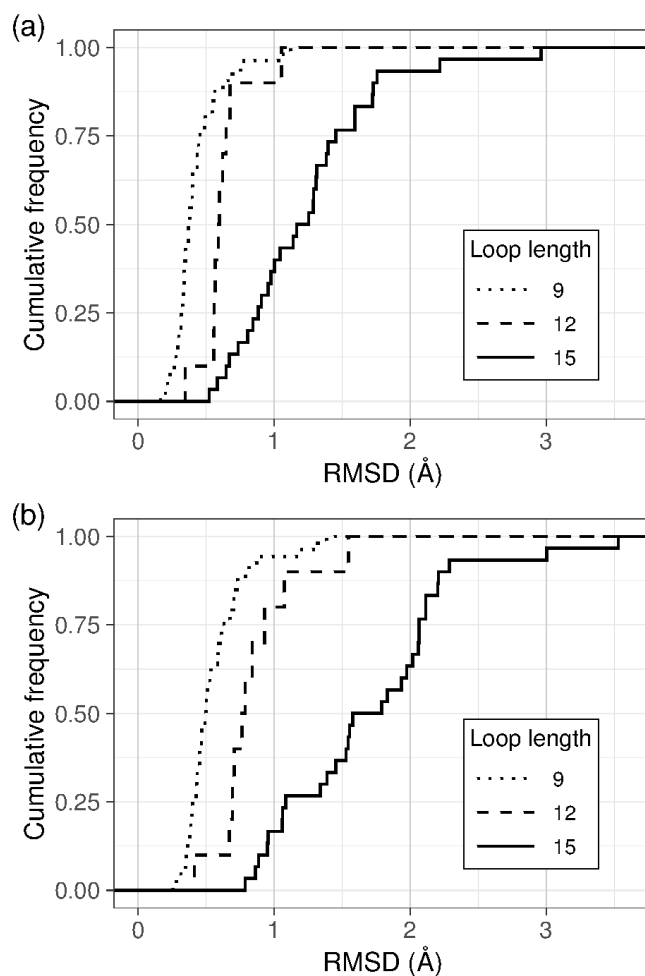 (a)
1.00
0.75
0.50
0.25
0.00
Cumulative frequency
Loop length
9
12
15
0 1 2 3
RMSD (Å)
(b)
1.00
0.75
0.50
0.25
0.00
Cumulative frequency
Loop length
9
12
15
0 1 2 3
RMSD (Å)